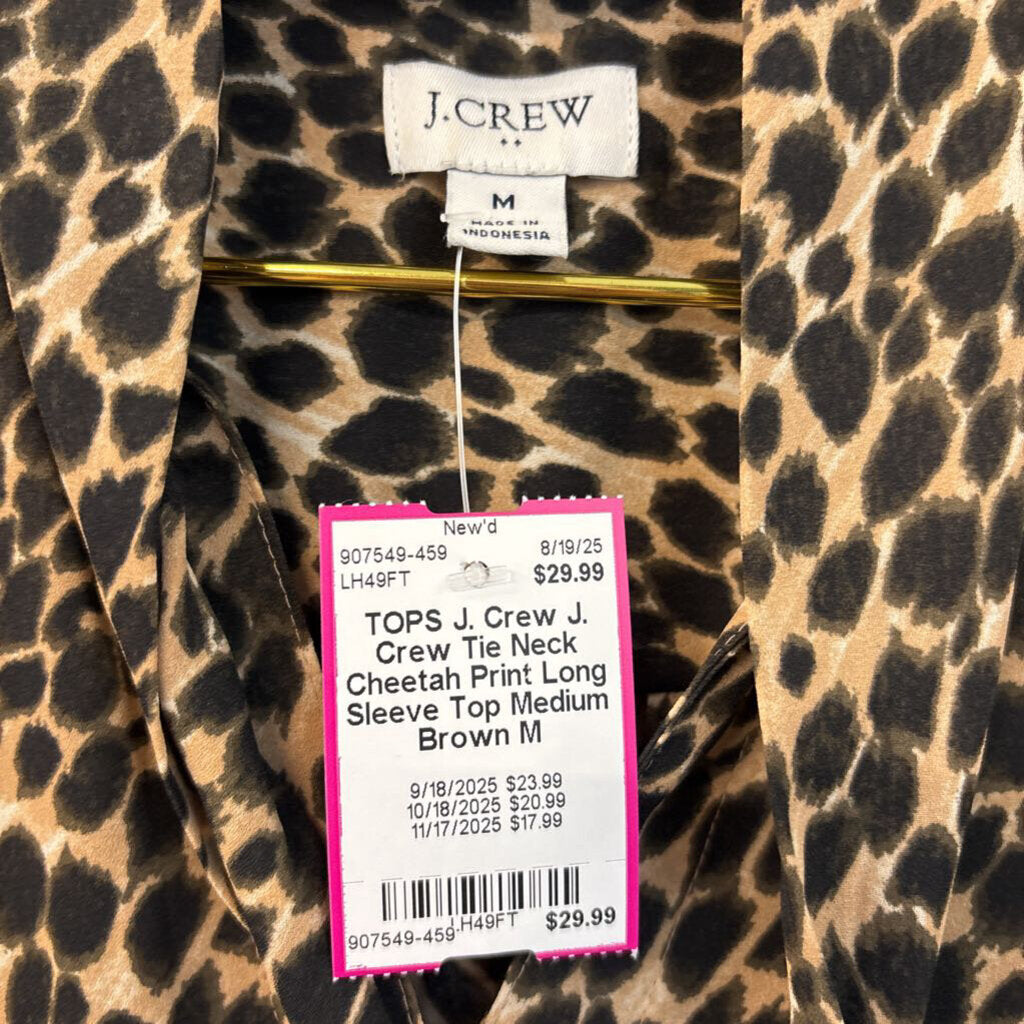 J.CREW
M
MADE IN
INDONESIA
New'd
907549-459 8/19/25
LH49FT $29.99
TOPS J. Crew J.
Crew Tie Neck
Cheetah Print Long
Sleeve Top Medium
Brown M
9/18/2025 $23.99
10/18/2025 $20.99
11/17/2025 $17.99
LH49FT $29.99
907549-459